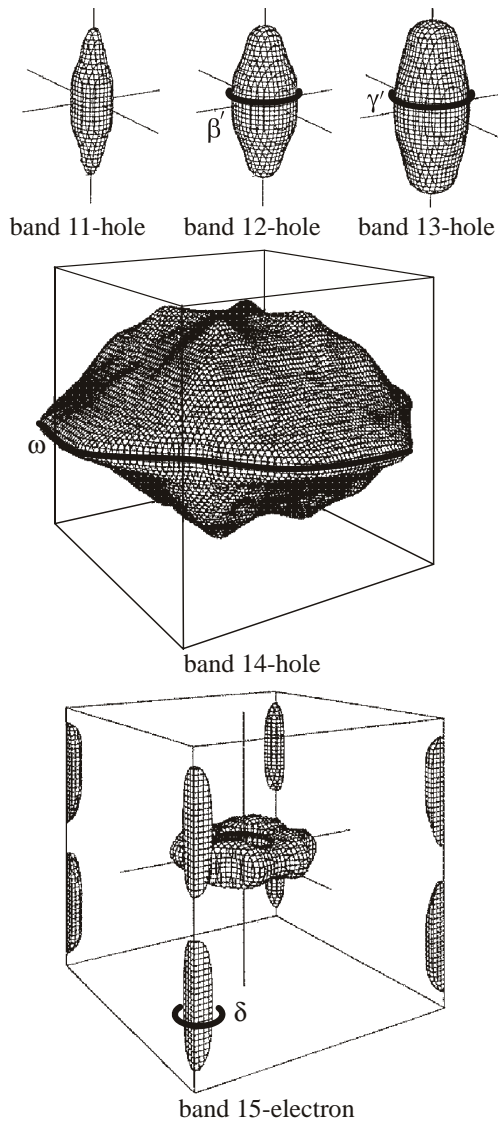 β′ γ′
band 11-hole band 12-hole band 13-hole
ω
band 14-hole
δ
band 15-electron